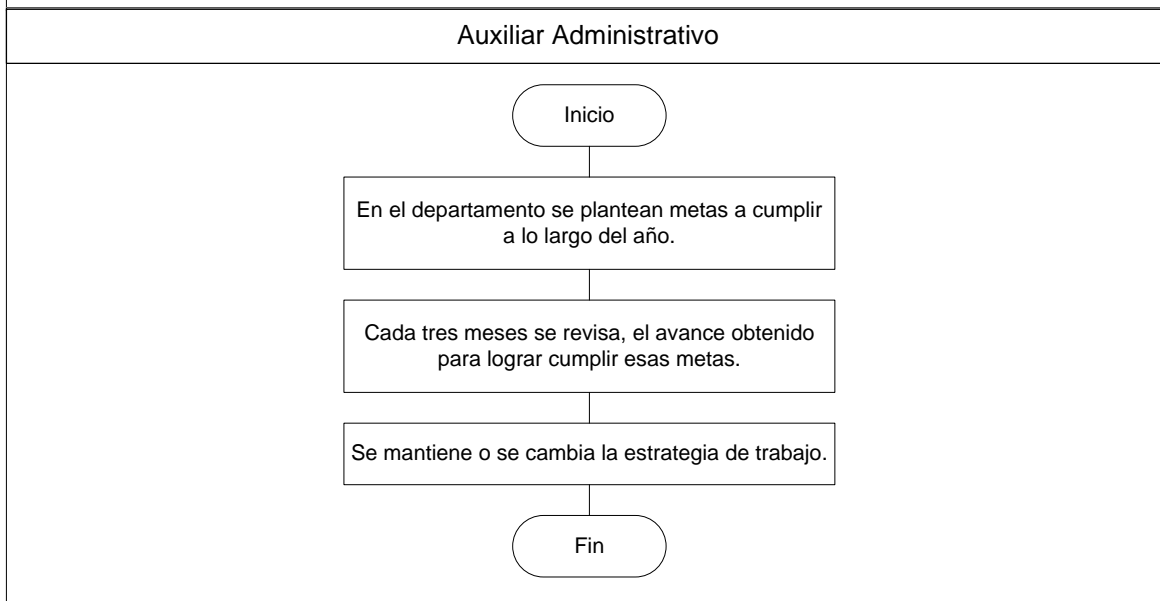 Auxiliar Administrativo
Inicio
En el departamento se plantean metas a cumplir
a lo largo del año.
Cada tres meses se revisa, el avance obtenido
para lograr cumplir esas metas.
Se mantiene o se cambia la estrategia de trabajo.
Fin